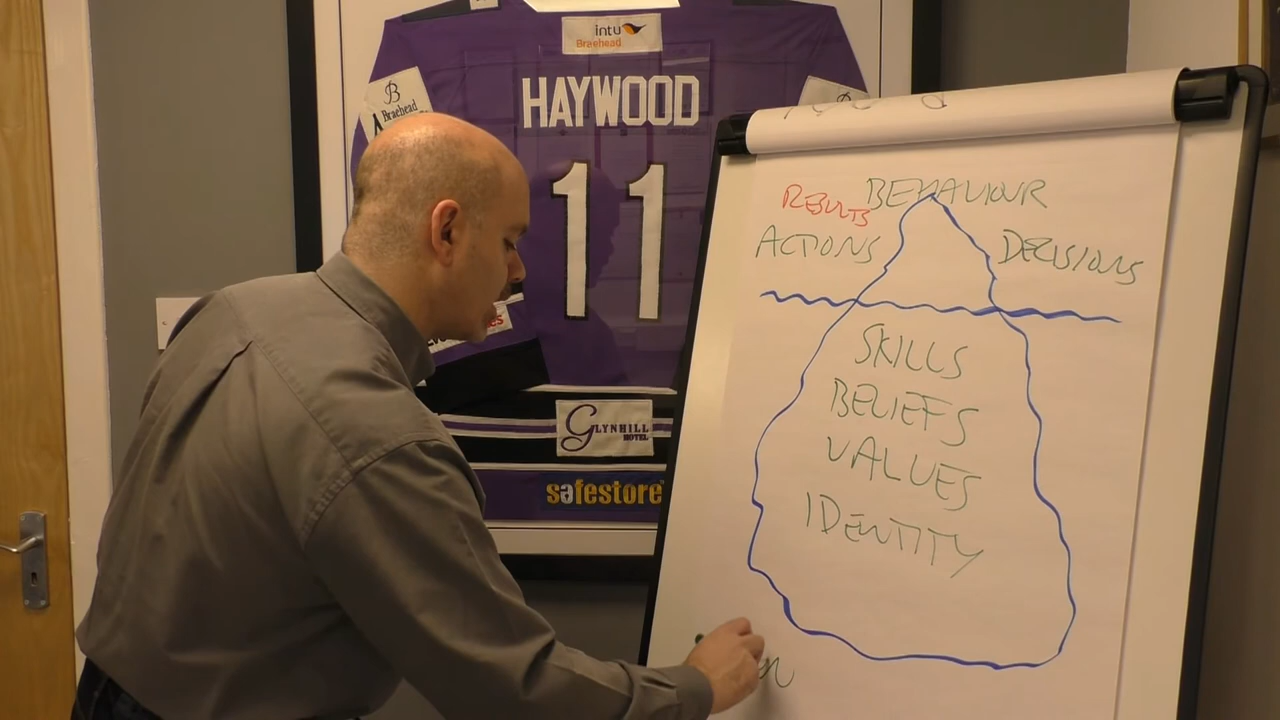 intu
Braehead
HAYWOOD
11
B
Braehead
GLYNHILL
HOTEL
safestore
RESULTS
BEHAVIOUR
ACTIONS
DECISIONS
SKILLS
BELIEFS
VALUES
IDENTITY